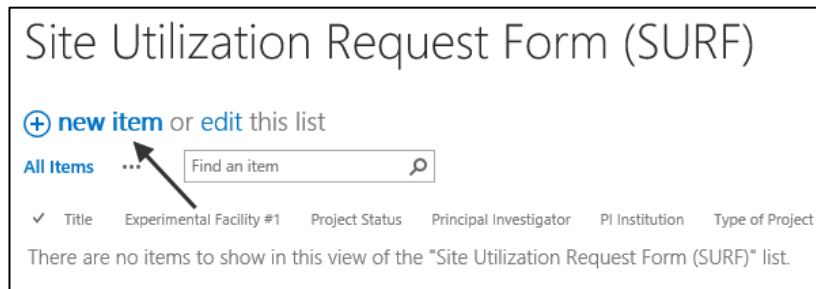 Site Utilization Request Form (SURF)
new item or edit this list
All Items ... Find an item
Title Experimental Facility #1 Project Status Principal Investigator PI Institution Type of Project
There are no items to show in this view of the "Site Utilization Request Form (SURF)" list.